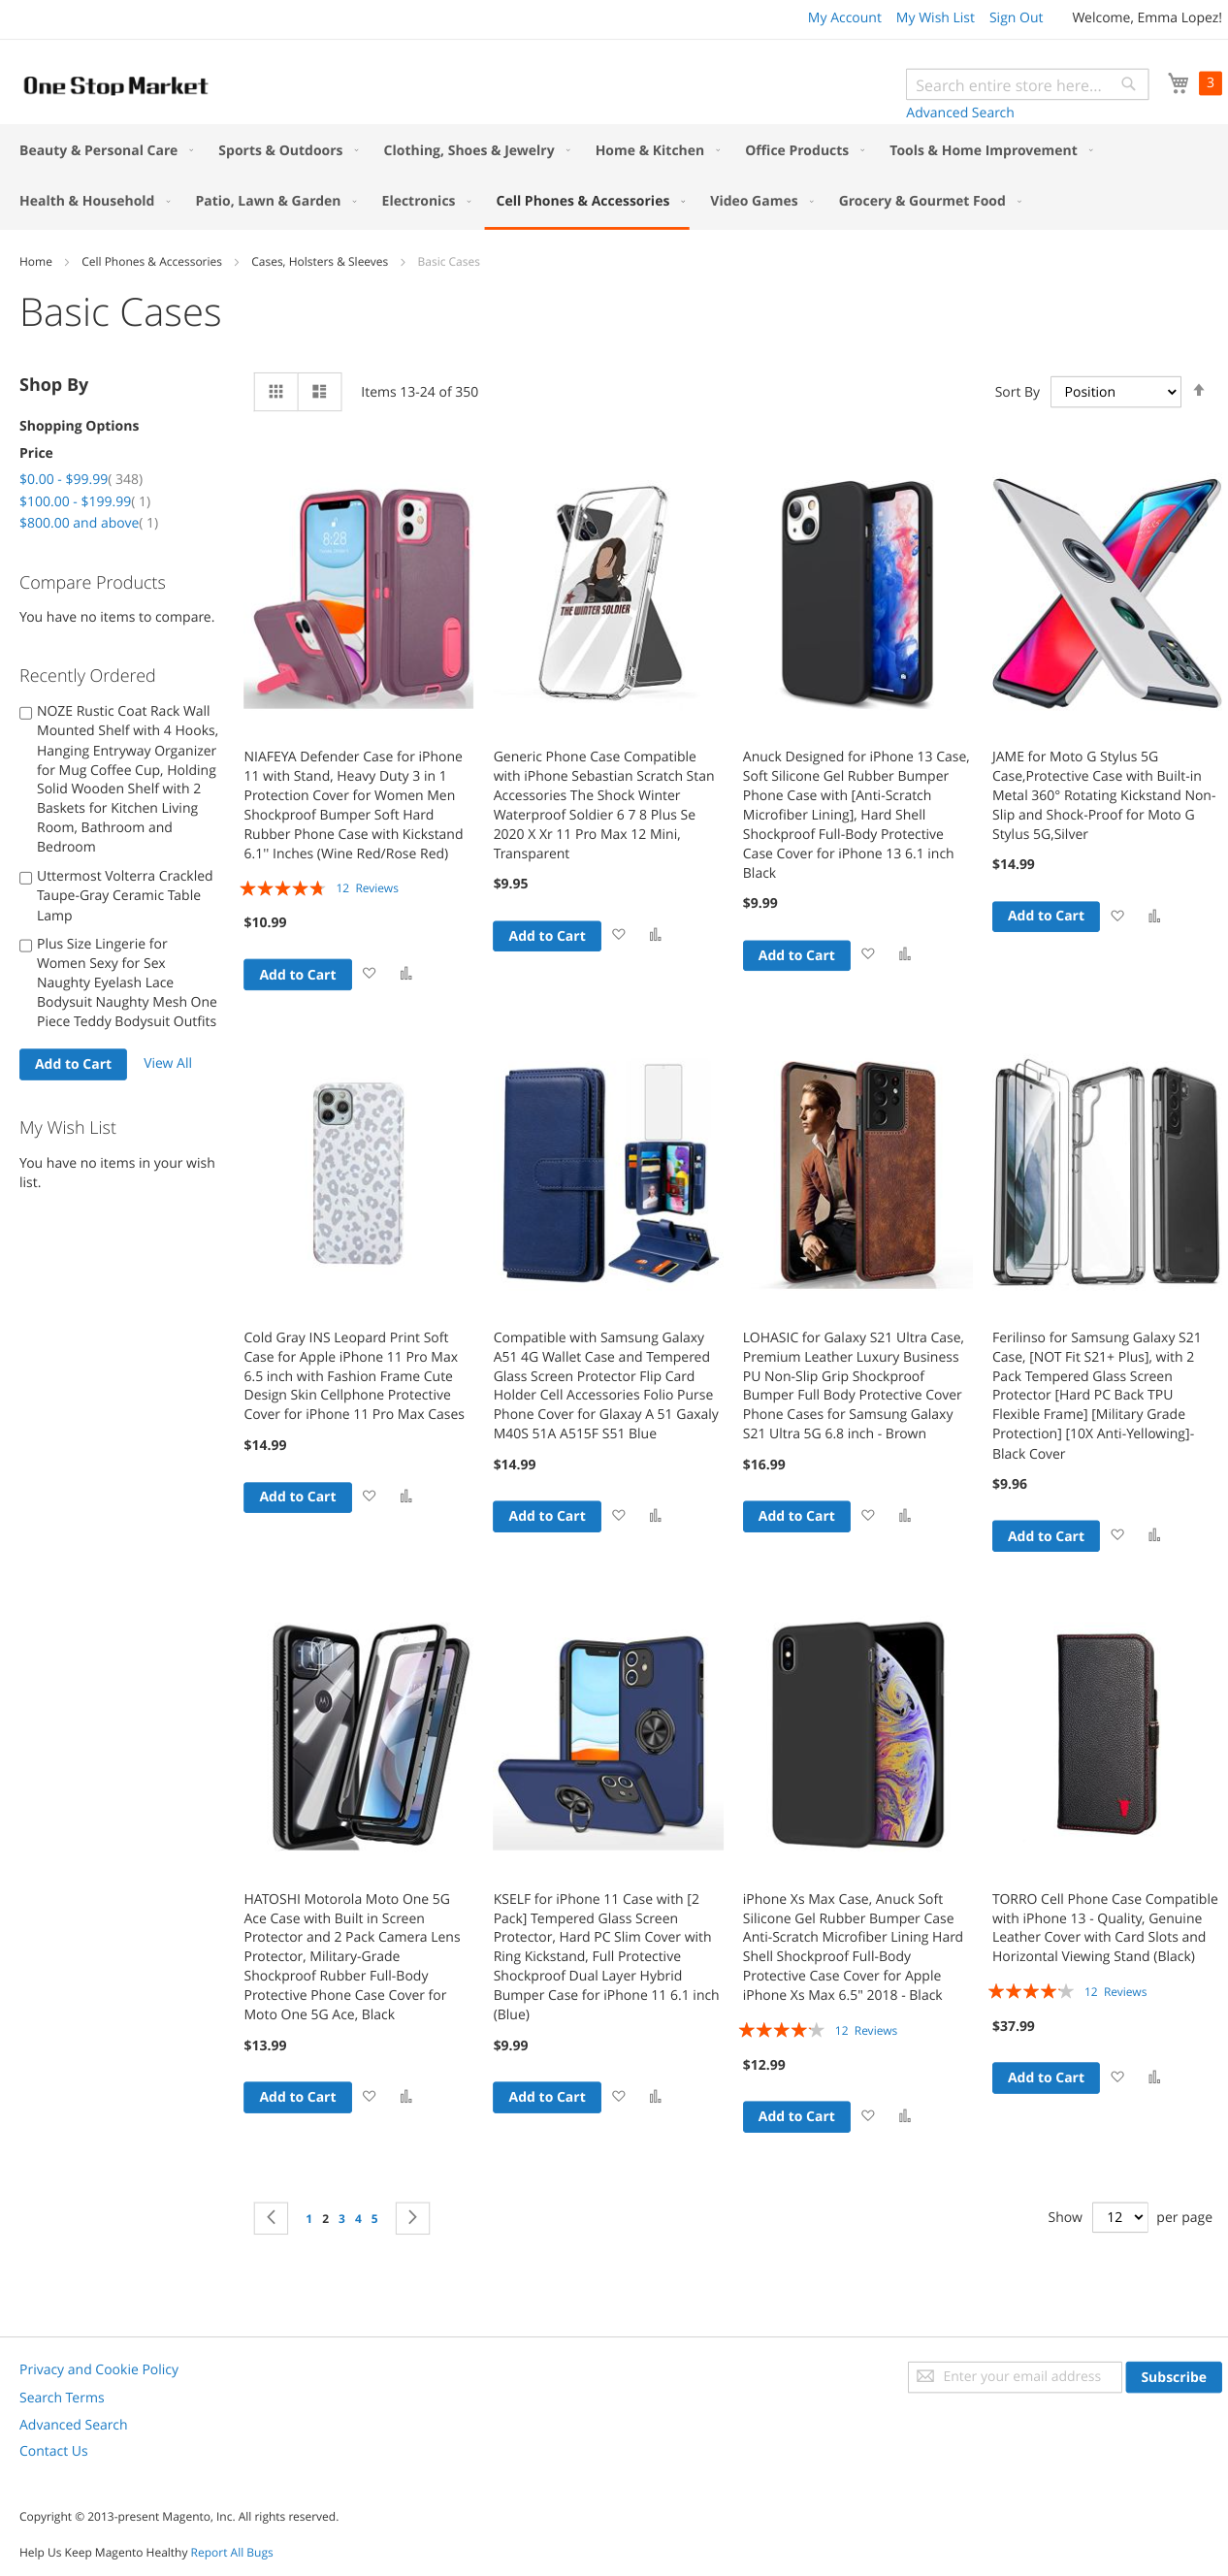 My Account My Wish List Sign Out Welcome, Emma Lopez!
One Stop Market
Search entire store here...
3
Advanced Search
Beauty & Personal Care Sports & Outdoors Clothing, Shoes & Jewelry Home & Kitchen Office Products Tools & Home Improvement
Health & Household Patio, Lawn & Garden Electronics Cell Phones & Accessories Video Games Grocery & Gourmet Food
Home Cell Phones & Accessories Cases, Holsters & Sleeves Basic Cases
Basic Cases
Shop By
Shopping Options
Price
$0.00 - $99.99( 348)
$100.00 - $199.99( 1)
$800.00 and above( 1)
Compare Products
You have no items to compare.
Recently Ordered
NOZE Rustic Coat Rack Wall
Mounted Shelf with 4 Hooks,
Hanging Entryway Organizer
for Mug Coffee Cup, Holding
Solid Wooden Shelf with 2
Baskets for Kitchen Living
Room, Bathroom and
Bedroom
Uttermost Volterra Crackled
Taupe-Gray Ceramic Table
Lamp
Plus Size Lingerie for
Women Sexy for Sex
Naughty Eyelash Lace
Bodysuit Naughty Mesh One
Piece Teddy Bodysuit Outfits
Add to Cart View All
My Wish List
You have no items in your wish
list.
Items 13-24 of 350
Sort By Position
8:28
THE WINTER SOLDIER
NIAFEYA Defender Case for iPhone
11 with Stand, Heavy Duty 3 in 1
Protection Cover for Women Men
Shockproof Bumper Soft Hard
Rubber Phone Case with Kickstand
6.1'' Inches (Wine Red/Rose Red)
12 Reviews
$10.99
Add to Cart
Generic Phone Case Compatible
with iPhone Sebastian Scratch Stan
Accessories The Shock Winter
Waterproof Soldier 6 7 8 Plus Se
2020 X Xr 11 Pro Max 12 Mini,
Transparent
$9.95
Add to Cart
Anuck Designed for iPhone 13 Case,
Soft Silicone Gel Rubber Bumper
Phone Case with [Anti-Scratch
Microfiber Lining], Hard Shell
Shockproof Full-Body Protective
Case Cover for iPhone 13 6.1 inch
Black
$9.99
Add to Cart
JAME for Moto G Stylus 5G
Case,Protective Case with Built-in
Metal 360° Rotating Kickstand Non-
Slip and Shock-Proof for Moto G
Stylus 5G,Silver
$14.99
Add to Cart
Cold Gray INS Leopard Print Soft
Case for Apple iPhone 11 Pro Max
6.5 inch with Fashion Frame Cute
Design Skin Cellphone Protective
Cover for iPhone 11 Pro Max Cases
$14.99
Add to Cart
Compatible with Samsung Galaxy
A51 4G Wallet Case and Tempered
Glass Screen Protector Flip Card
Holder Cell Accessories Folio Purse
Phone Cover for Glaxay A 51 Gaxaly
M40S 51A A515F S51 Blue
$14.99
Add to Cart
LOHASIC for Galaxy S21 Ultra Case,
Premium Leather Luxury Business
PU Non-Slip Grip Shockproof
Bumper Full Body Protective Cover
Phone Cases for Samsung Galaxy
S21 Ultra 5G 6.8 inch - Brown
$16.99
Add to Cart
Ferilinso for Samsung Galaxy S21
Case, [NOT Fit S21+ Plus], with 2
Pack Tempered Glass Screen
Protector [Hard PC Back TPU
Flexible Frame] [Military Grade
Protection] [10X Anti-Yellowing]-
Black Cover
$9.96
Add to Cart
HATOSHI Motorola Moto One 5G
Ace Case with Built in Screen
Protector and 2 Pack Camera Lens
Protector, Military-Grade
Shockproof Rubber Full-Body
Protective Phone Case Cover for
Moto One 5G Ace, Black
$13.99
Add to Cart
KSELF for iPhone 11 Case with [2
Pack] Tempered Glass Screen
Protector, Hard PC Slim Cover with
Ring Kickstand, Full Protective
Shockproof Dual Layer Hybrid
Bumper Case for iPhone 11 6.1 inch
(Blue)
$9.99
Add to Cart
iPhone Xs Max Case, Anuck Soft
Silicone Gel Rubber Bumper Case
Anti-Scratch Microfiber Lining Hard
Shell Shockproof Full-Body
Protective Case Cover for Apple
iPhone Xs Max 6.5" 2018 - Black
12 Reviews
$12.99
Add to Cart
TORRO Cell Phone Case Compatible
with iPhone 13 - Quality, Genuine
Leather Cover with Card Slots and
Horizontal Viewing Stand (Black)
12 Reviews
$37.99
Add to Cart
1 2 3 4 5
Show 12 per page
Privacy and Cookie Policy
Search Terms
Advanced Search
Contact Us
Enter your email address Subscribe
Copyright © 2013-present Magento, Inc. All rights reserved.
Help Us Keep Magento Healthy Report All Bugs